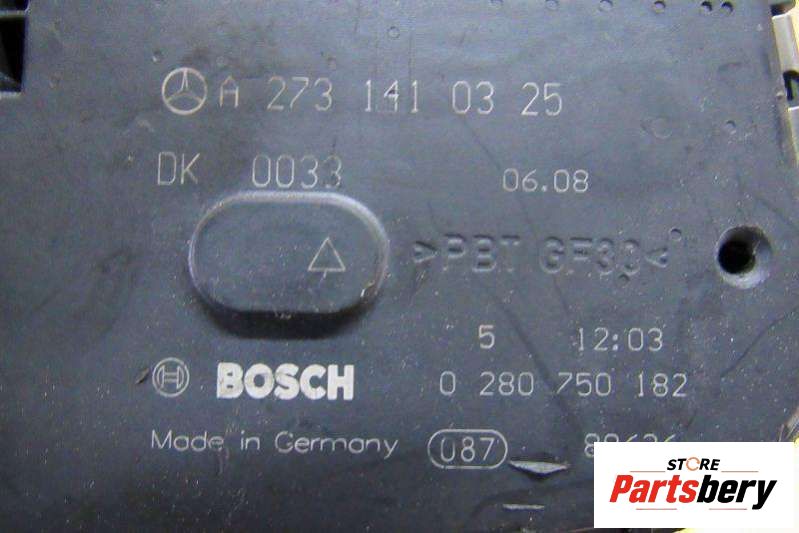 A 273 141 03 25
DK 0033 06.08
>PBT GF30<
5 12:03
BOSCH 0 280 750 182
Made in Germany 087
STORE
Partsbery